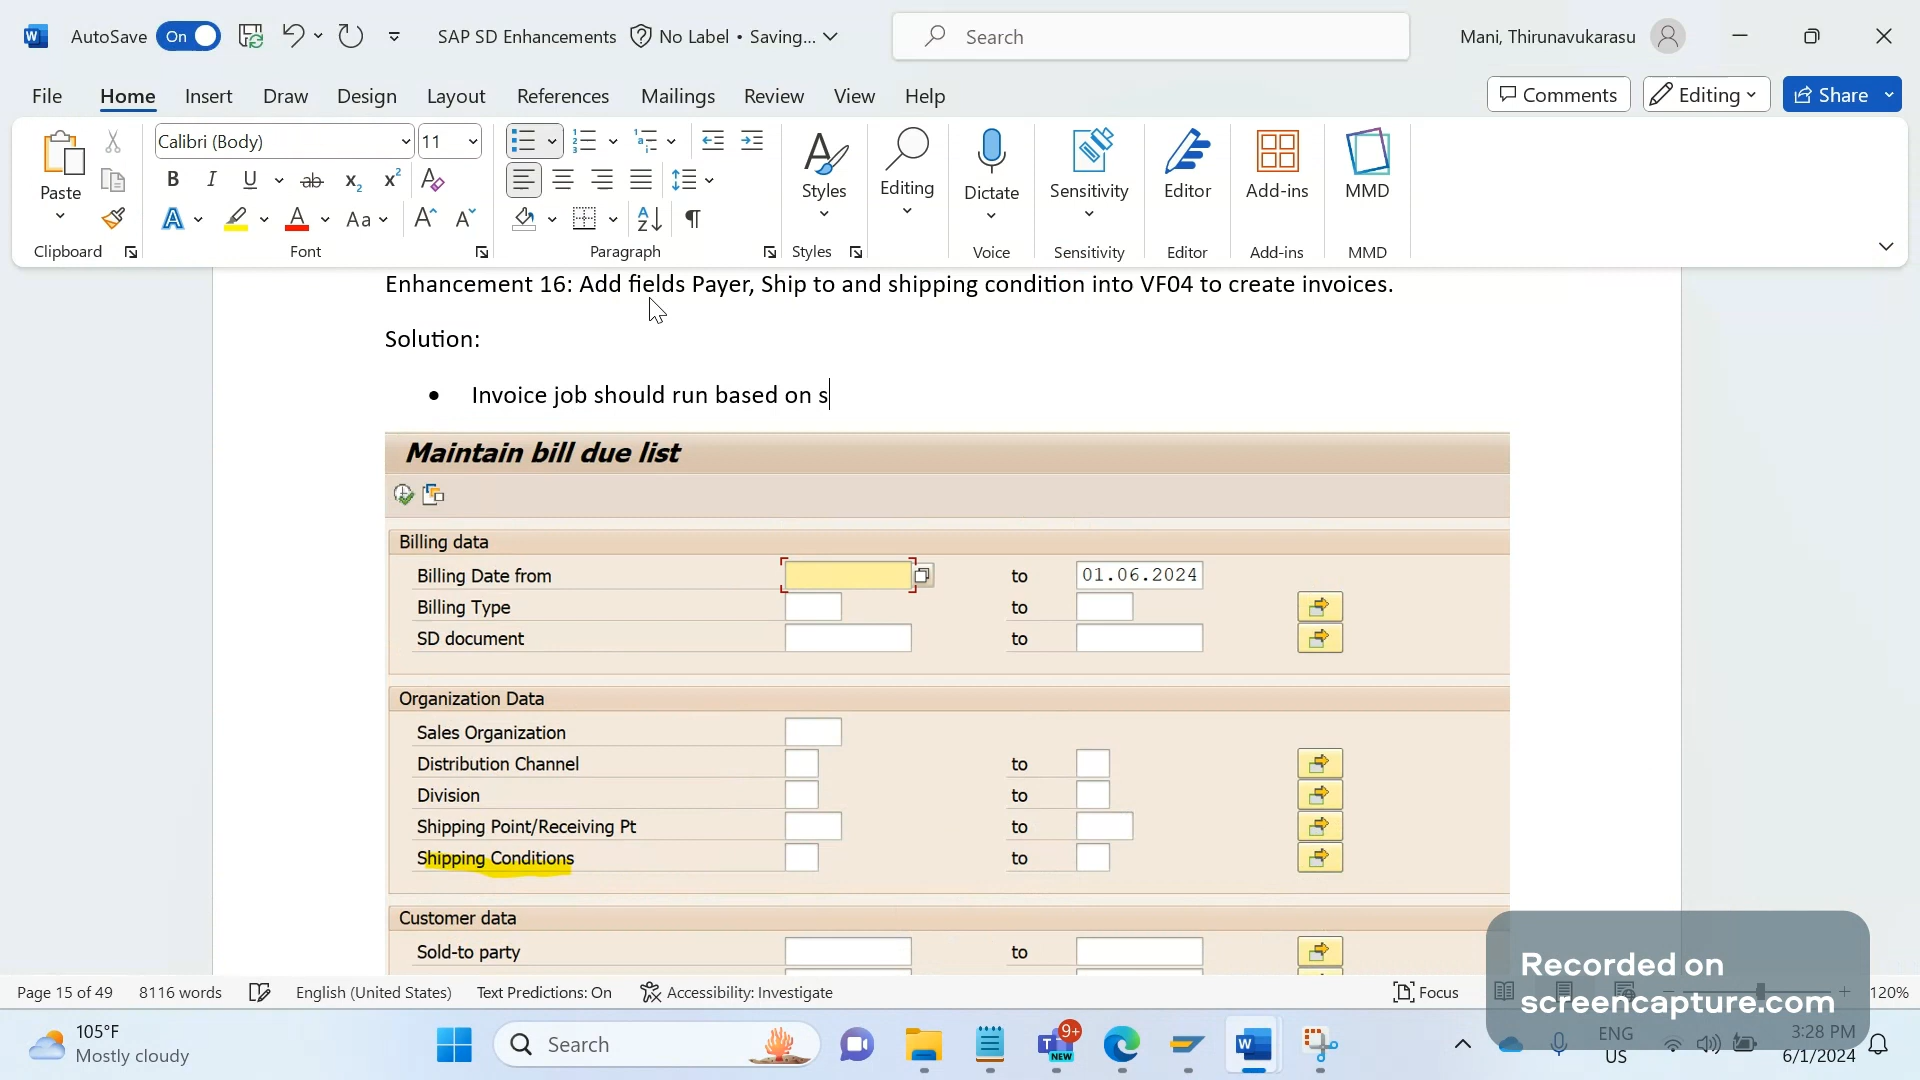 AutoSave On SAP SD Enhancements No Label • Saving... Search Mani, Thirunavukarasu
File Home Insert Draw Design Layout References Mailings Review View Help Comments Editing Share
Calibri (Body) 11
Paste Styles Editing Dictate Sensitivity Editor Add-ins MMD
Clipboard Font Paragraph Styles Voice Sensitivity Editor Add-ins MMD
Enhancement 16: Add fields Payer, Ship to and shipping condition into VF04 to create invoices.
Solution:
• Invoice job should run based on s
Maintain bill due list
Billing data
Billing Date from to 01.06.2024
Billing Type to
SD document to
Organization Data
Sales Organization
Distribution Channel to
Division to
Shipping Point/Receiving Pt to
Shipping Conditions to
Customer data
Sold-to party to
Recorded on
screencapture.com
Page 15 of 49 8116 words English (United States) Text Predictions: On Accessibility: Investigate Focus 120%
105°F
Mostly cloudy
Search
9+
NEW
ENG
US
3:28 PM
6/1/2024